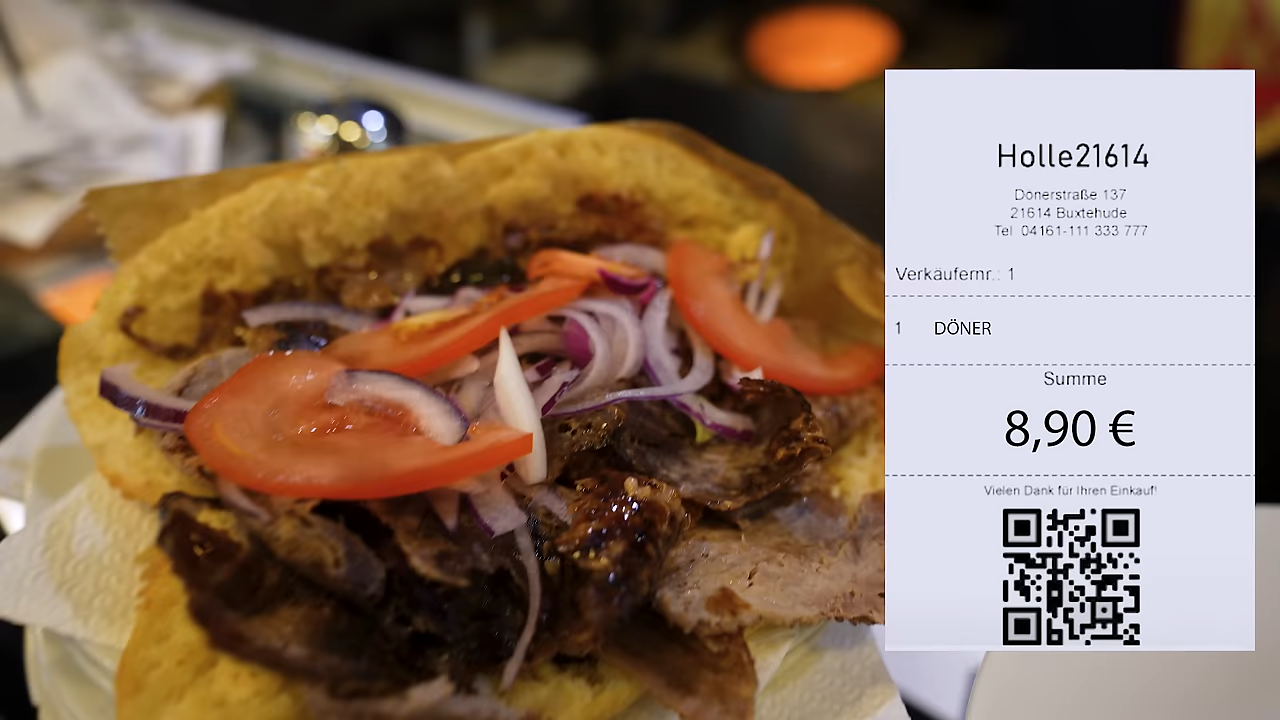 Holle21614
Dönerstraße 137
21614 Buxtehude
Tel 04161-111 333 777
Verkäufernr.: 1
1 DÖNER
Summe
8,90 €
Vielen Dank für Ihren Einkauf!